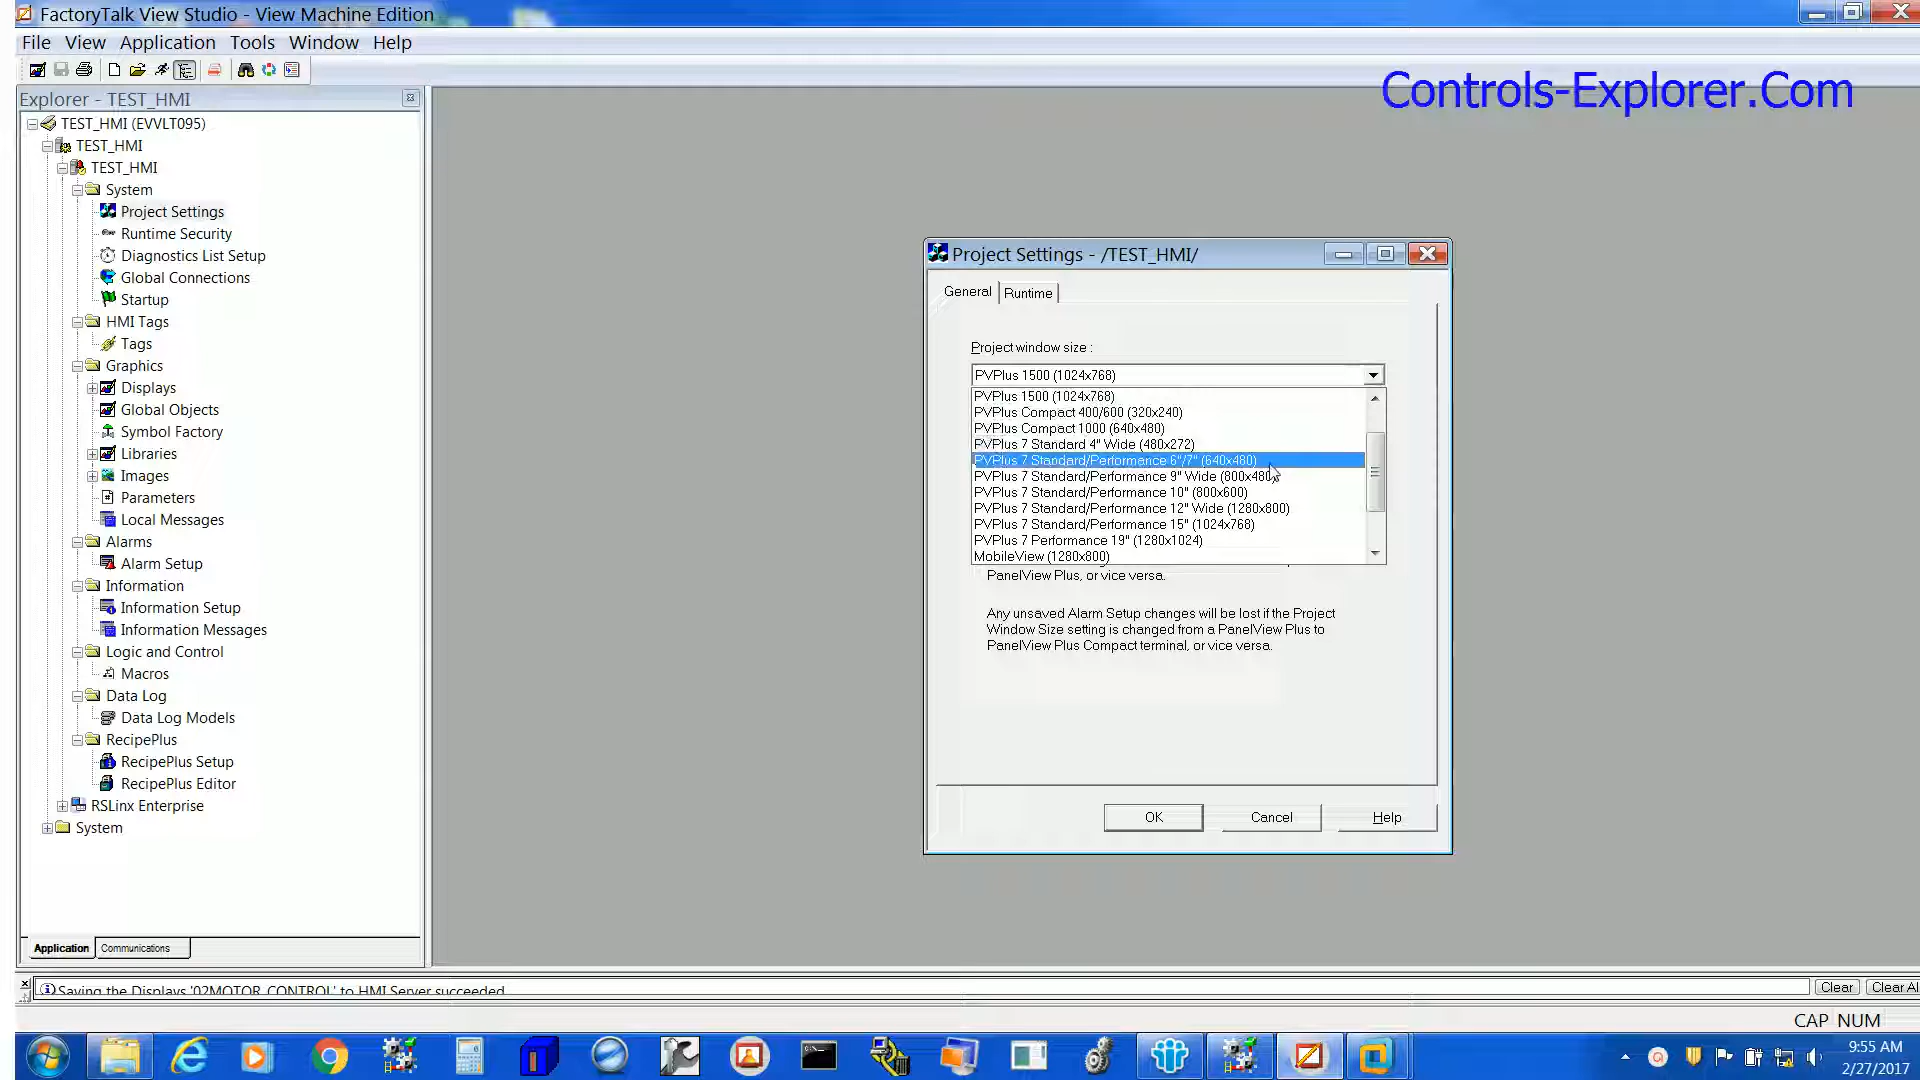 FactoryTalk View Studio - View Machine Edition
File View Application Tools Window Help
Controls-Explorer.Com
Explorer - TEST_HMI
TEST_HMI (EVVLT095)
TEST_HMI
TEST_HMI
System
Project Settings
Runtime Security
Diagnostics List Setup
Global Connections
Startup
HMI Tags
Tags
Graphics
Displays
Global Objects
Symbol Factory
Libraries
Images
Parameters
Local Messages
Alarms
Alarm Setup
Information
Information Setup
Information Messages
Logic and Control
Macros
Data Log
Data Log Models
RecipePlus
RecipePlus Setup
RecipePlus Editor
RSLinx Enterprise
System
Application Communications
Project Settings - /TEST_HMI/
General Runtime
Project window size :
PVPlus 1500 (1024x768)
PVPlus 1500 (1024x768)
PVPlus Compact 400/600 (320x240)
PVPlus Compact 1000 (640x480)
PVPlus 7 Standard 4" Wide (480x272)
PVPlus 7 Standard/Performance 6"/7" (640x480)
PVPlus 7 Standard/Performance 9" Wide (800x480)
PVPlus 7 Standard/Performance 10" (800x600)
PVPlus 7 Standard/Performance 12" Wide (1280x800)
PVPlus 7 Standard/Performance 15" (1024x768)
PVPlus 7 Performance 19" (1280x1024)
MobileView (1280x800)
PanelView Plus, or vice versa.
Any unsaved Alarm Setup changes will be lost if the Project
Window Size setting is changed from a PanelView Plus to
PanelView Plus Compact terminal, or vice versa.
OK Cancel Help
Saving the Displays '02MOTOR_CONTROL' to HMI Server succeeded
Clear Clear Al
CAP NUM
9:55 AM
2/27/2017